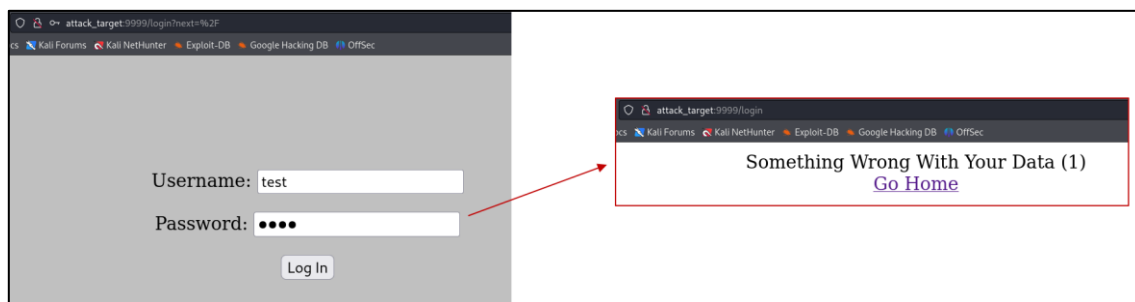 attack_target:9999/login?next=%2F
cs Kali Forums Kali NetHunter Exploit-DB Google Hacking DB OffSec
Username: test
Password: ••••
Log In
attack_target:9999/login
ocs Kali Forums Kali NetHunter Exploit-DB Google Hacking DB OffSec
Something Wrong With Your Data (1)
Go Home